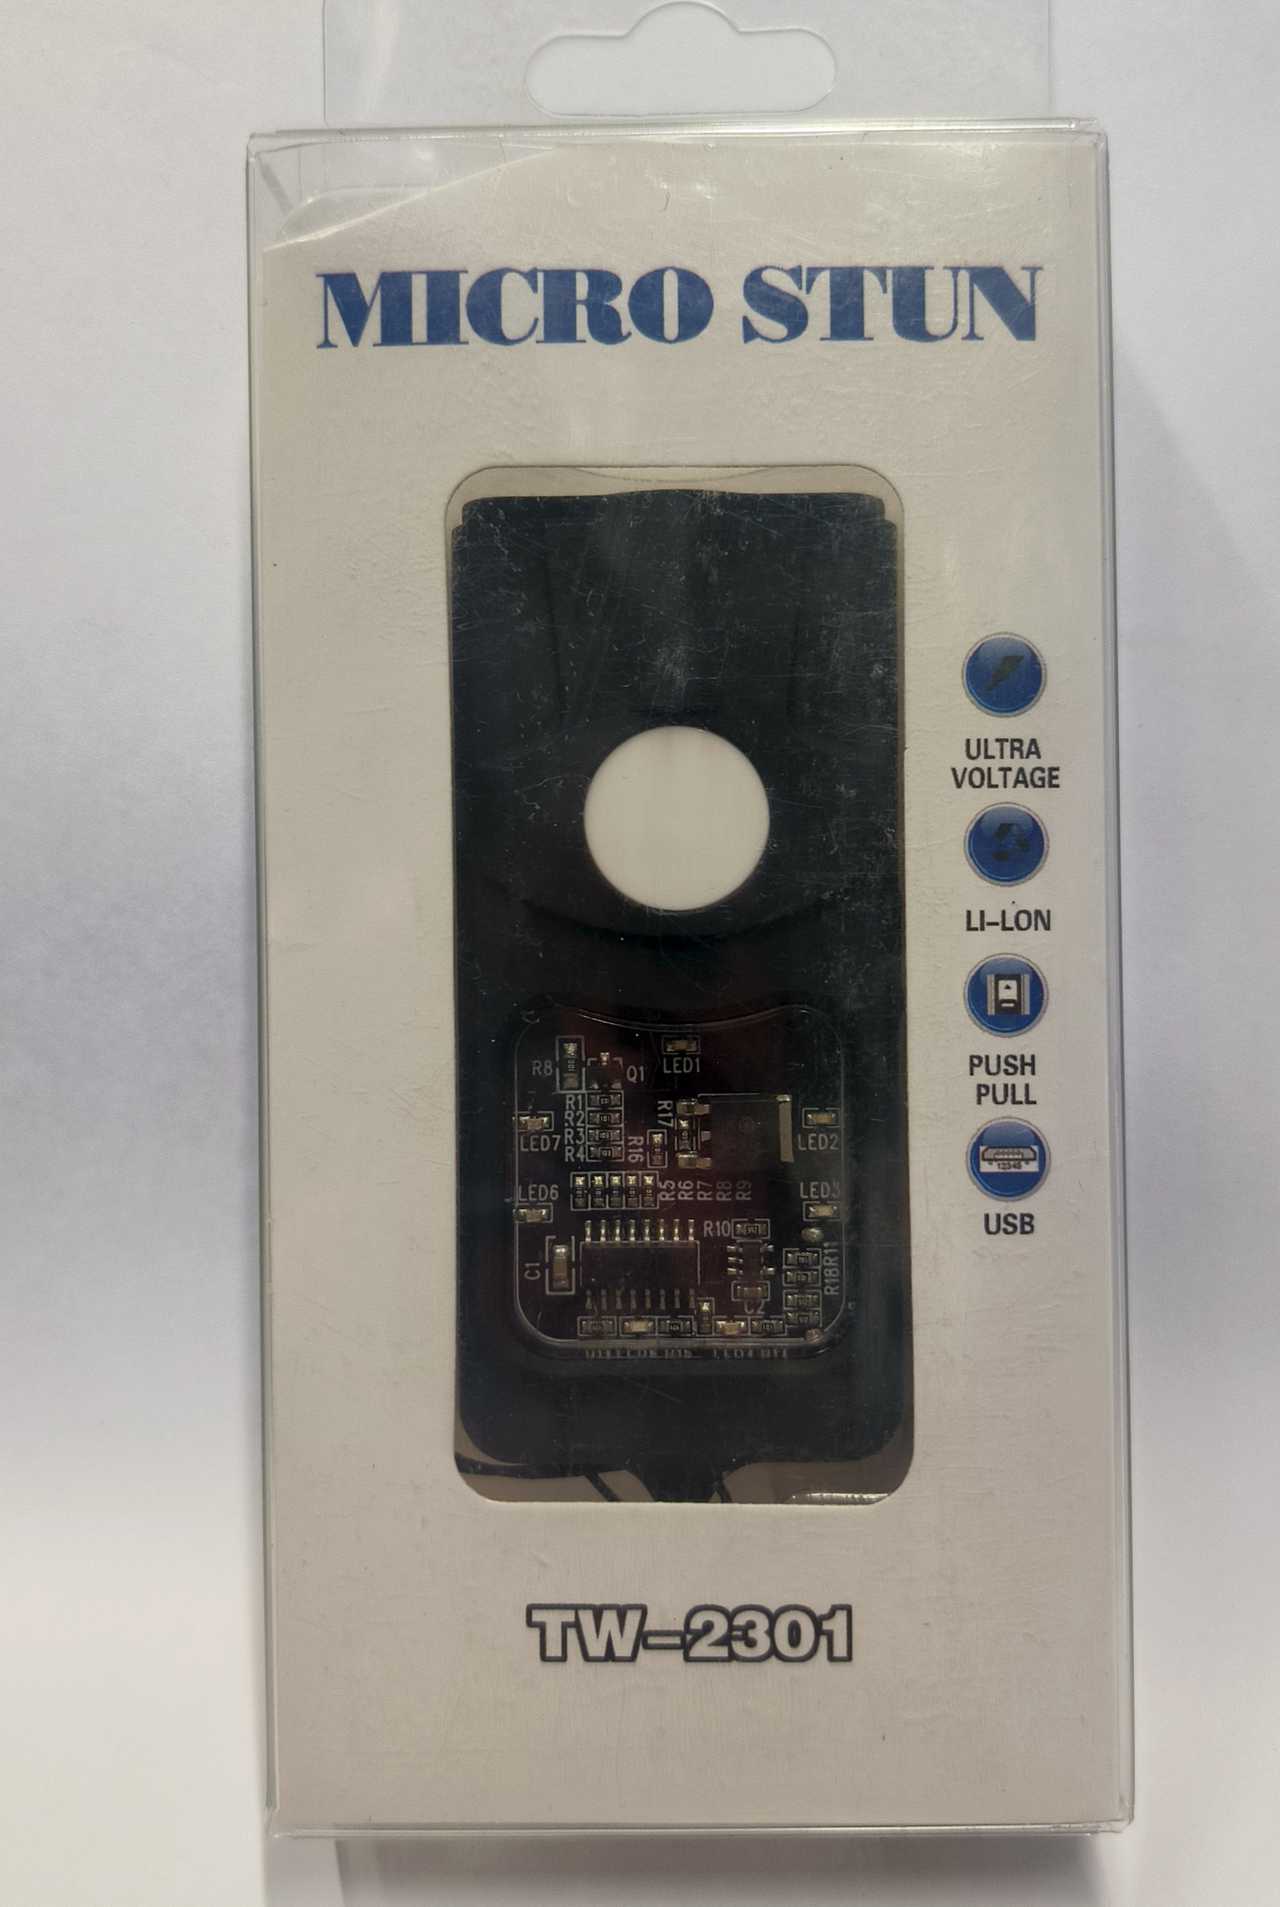 MICRO STUN
ULTRA
VOLTAGE
LI-LON
PUSH
PULL
12345
USB
R8
Q1
LED1
R1
R2
R3
R4
R17
R16
LED7
LED2
LED6
R5
R6
R7
R8
R9
LED3
R10
C1
C2
R18R11
TW-2301